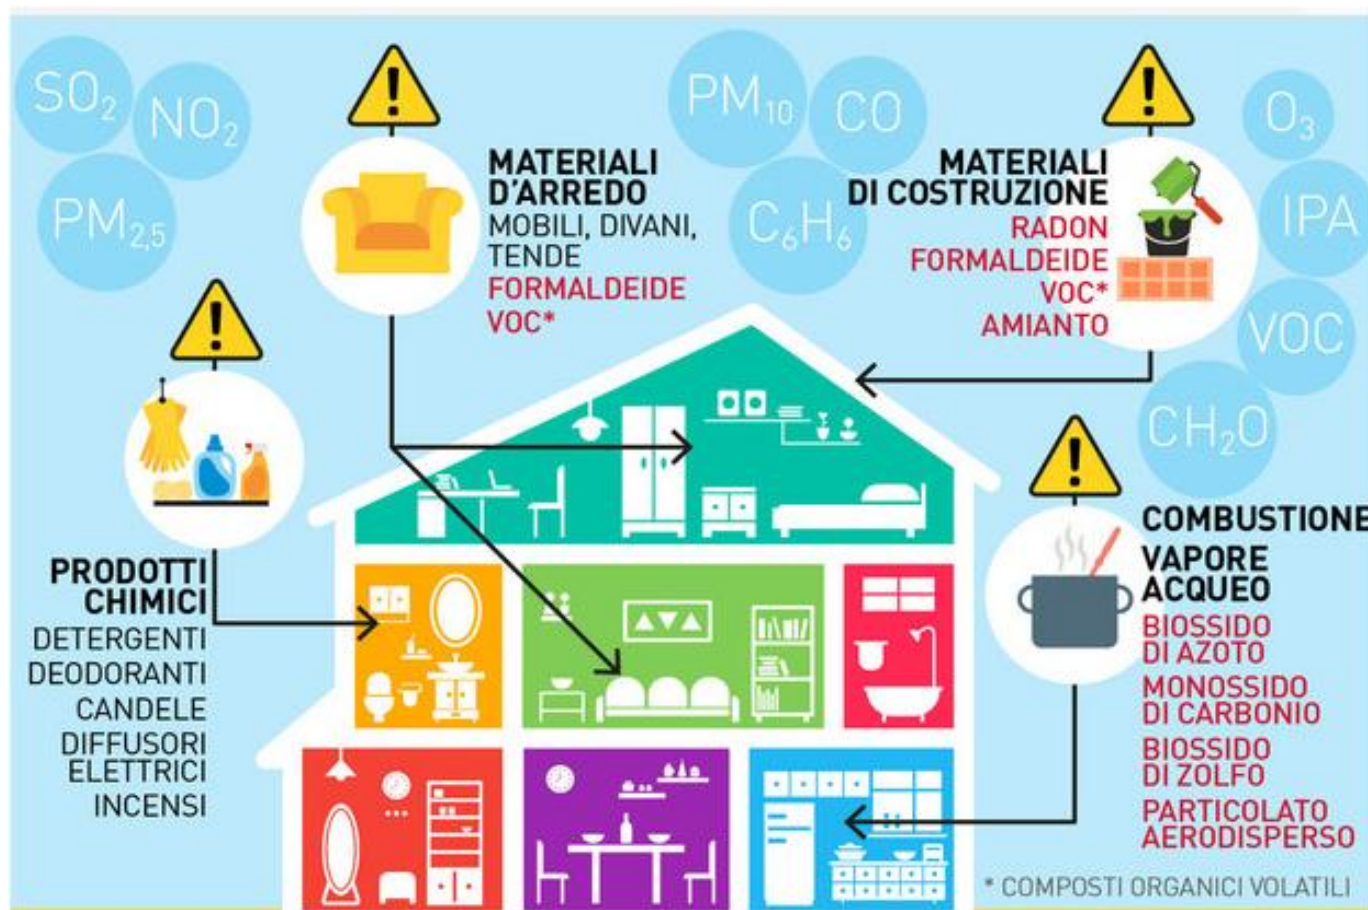 SO₂
NO₂
PM₂,₅
MATERIALI
D'ARREDO
MOBILI, DIVANI,
TENDE
FORMALDEIDE
VOC*
PM₁₀
CO
C₆H₆
MATERIALI
DI COSTRUZIONE
RADON
FORMALDEIDE
VOC*
AMIANTO
O₃
IPA
VOC
CH₂O
PRODOTTI
CHIMICI
DETERGENTI
DEODORANTI
CANDELE
DIFFUSORI
ELETTRICI
INCENSI
COMBUSTIONE
VAPORE
ACQUEO
BIOSSIDO
DI AZOTO
MONOSSIDO
DI CARBONIO
BIOSSIDO
DI ZOLFO
PARTICOLATO
AERODISPERSO
* COMPOSTI ORGANICI VOLATILI